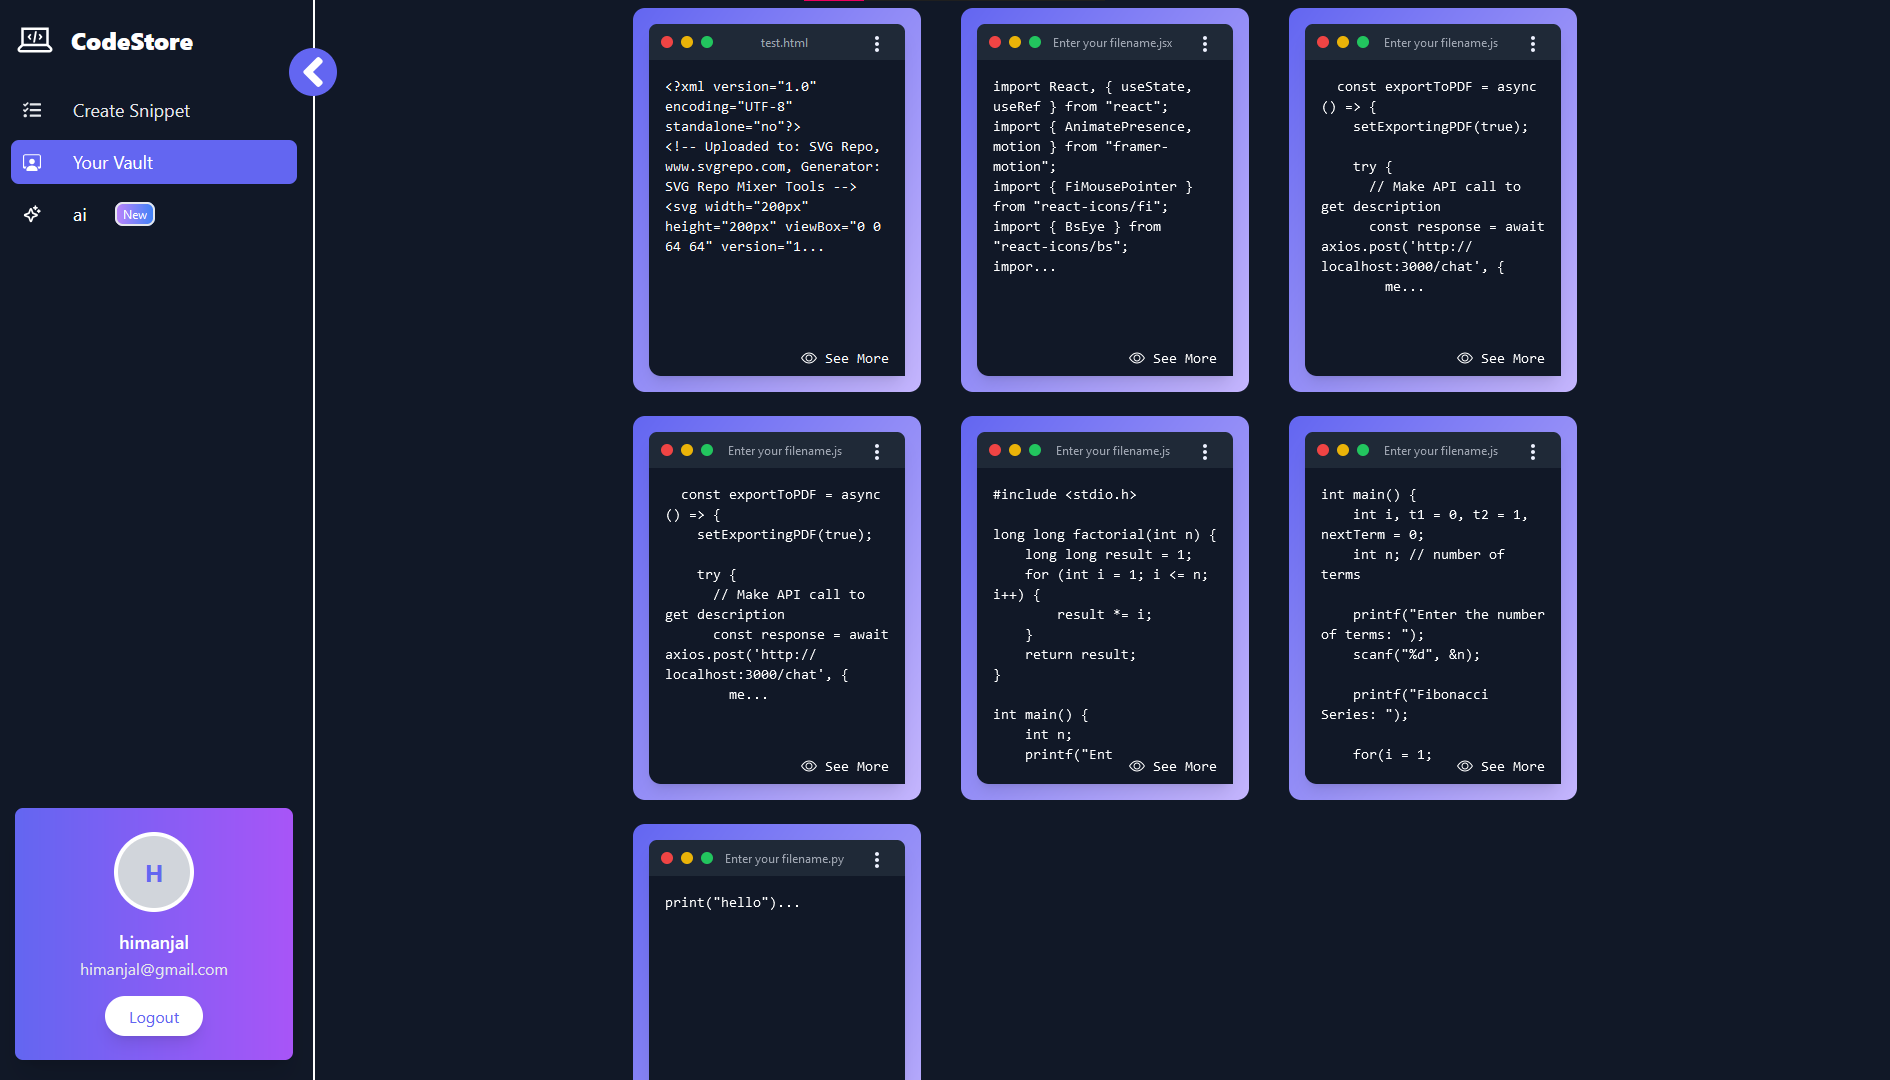 CodeStore
Create Snippet
Your Vault
ai New
himanjal
himanjal@gmail.com
Logout
H
test.html
<?xml version="1.0"
encoding="UTF-8"
standalone="no"?>
<!-- Uploaded to: SVG Repo,
www.svgrepo.com, Generator:
SVG Repo Mixer Tools -->
<svg width="200px"
height="200px" viewBox="0 0
64 64" version="1...
See More
Enter your filename.jsx
import React, { useState,
useRef } from "react";
import { AnimatePresence,
motion } from "framer-
motion";
import { FiMousePointer }
from "react-icons/fi";
import { BsEye } from
"react-icons/bs";
impor...
See More
Enter your filename.js
const exportToPDF = async
() => {
setExportingPDF(true);
try {
// Make API call to
get description
const response = await
axios.post('http://
localhost:3000/chat', {
me...
See More
Enter your filename.js
const exportToPDF = async
() => {
setExportingPDF(true);
try {
// Make API call to
get description
const response = await
axios.post('http://
localhost:3000/chat', {
me...
See More
Enter your filename.js
#include <stdio.h>
long long factorial(int n) {
long long result = 1;
for (int i = 1; i <= n;
i++) {
result *= i;
}
return result;
}
int main() {
int n;
printf("Ent
See More
Enter your filename.js
int main() {
int i, t1 = 0, t2 = 1,
nextTerm = 0;
int n; // number of
terms
printf("Enter the number
of terms: ");
scanf("%d", &n);
printf("Fibonacci
Series: ");
for(i = 1;
See More
Enter your filename.py
print("hello")...